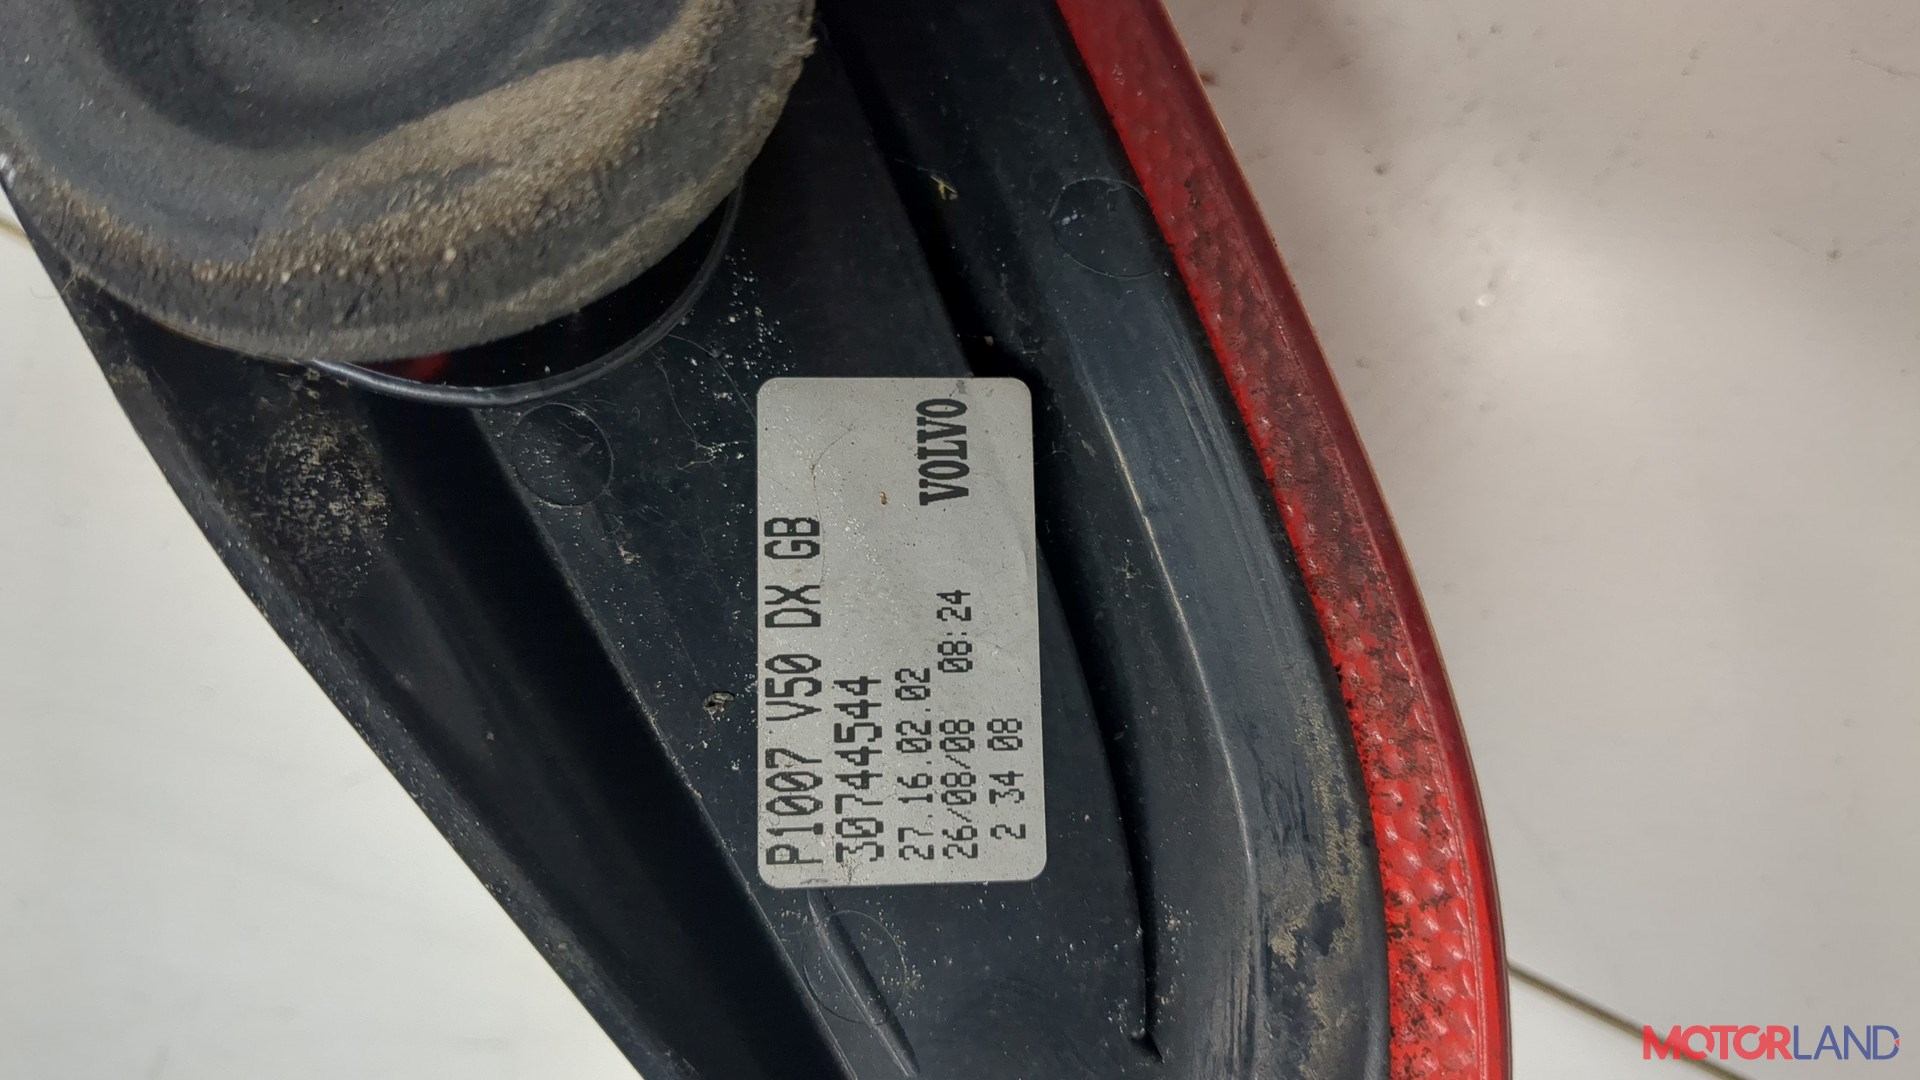 P1007 V50 DX GB
30744544
27.16.02.02
VOLVO
26/08/08 08:24
2 34 08
MOTORLAND